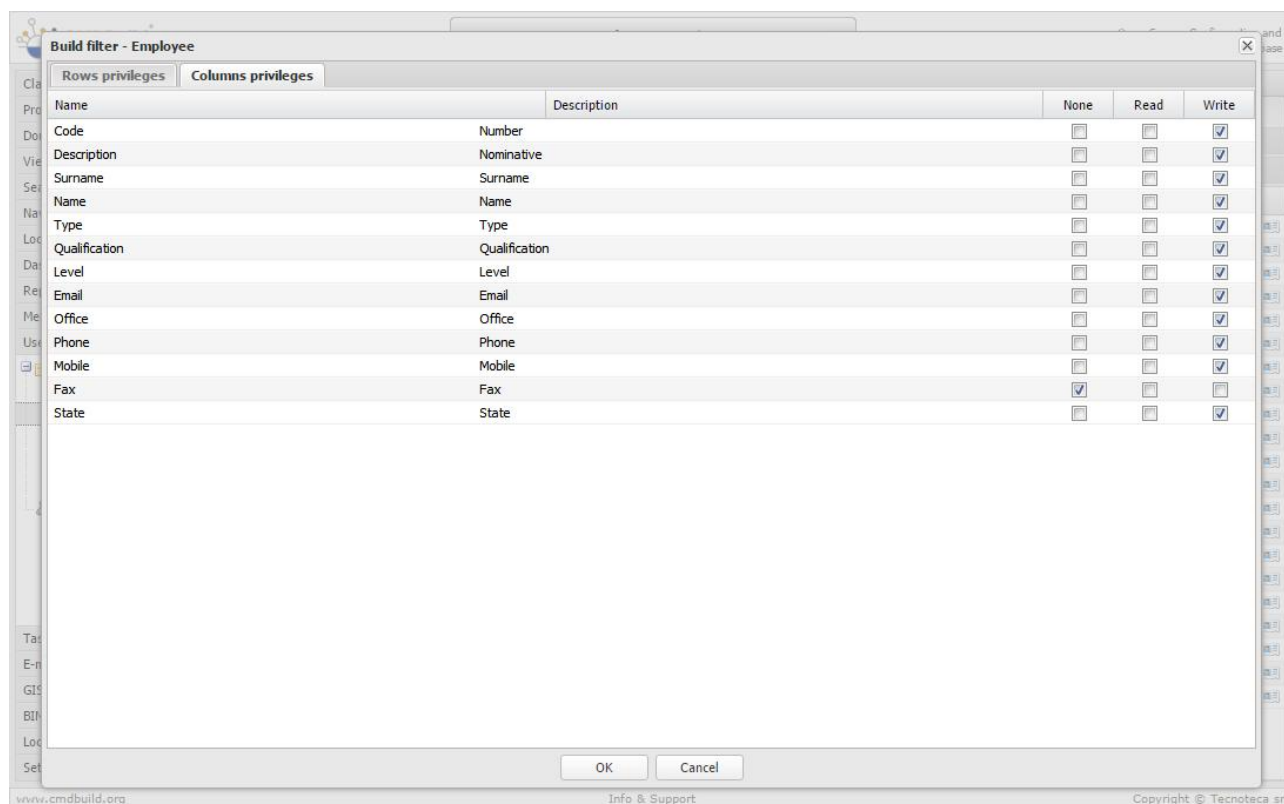 Build filter - Employee
Rows privileges Columns privileges
Name Description None Read Write
Code Number
Description Nominative
Surname Surname
Name Name
Type Type
Qualification Qualification
Level Level
Email Email
Office Office
Phone Phone
Mobile Mobile
Fax Fax
State State
OK Cancel
www.cmdbuild.org Info & Support Copyright © Tecnoteca